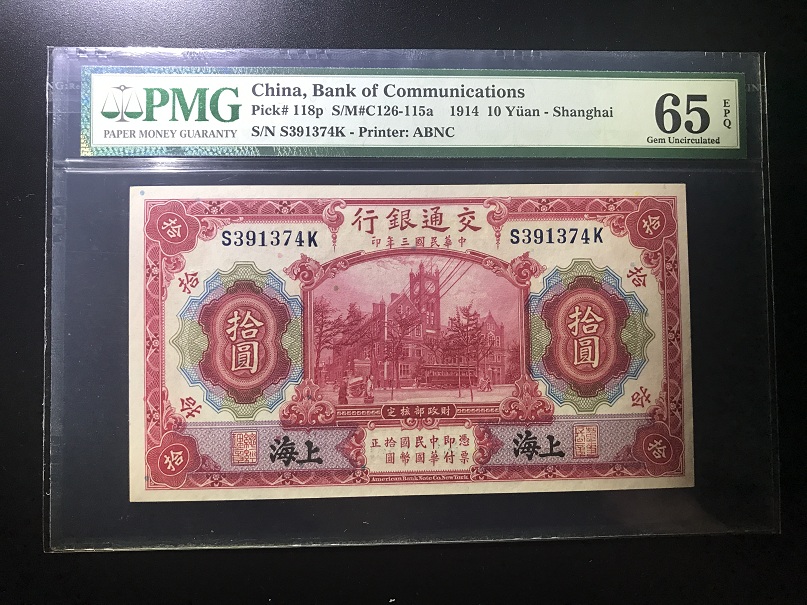 PMG
PAPER MONEY GUARANTY
China, Bank of Communications
Pick# 118p S/M#C126-115a 1914 10 Yüan - Shanghai
S/N S391374K - Printer: ABNC
65 EPQ
Gem Uncirculated
拾 拾
行銀通交
印年三國民華中
S391374K S391374K
拾 拾
拾圓 拾圓
拾 拾
定核部政財
海上 海上
正拾國民中即憑
圓幣國華付票
拾 拾
American Bank Note Co. New York